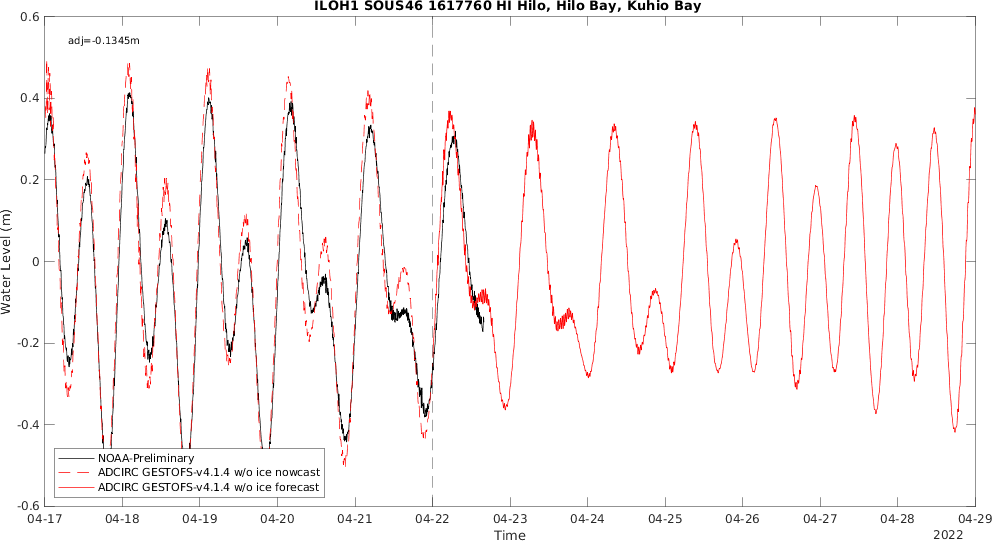 ILOH1 SOUS46 1617760 HI Hilo, Hilo Bay, Kuhio Bay
adj=-0.1345m
0.6
0.4
0.2
0
-0.2
-0.4
-0.6
Water Level (m)
NOAA-Preliminary
ADCIRC GESTOFS-v4.1.4 w/o ice nowcast
ADCIRC GESTOFS-v4.1.4 w/o ice forecast
04-17 04-18 04-19 04-20 04-21 04-22 04-23 04-24 04-25 04-26 04-27 04-28 04-29
Time
2022